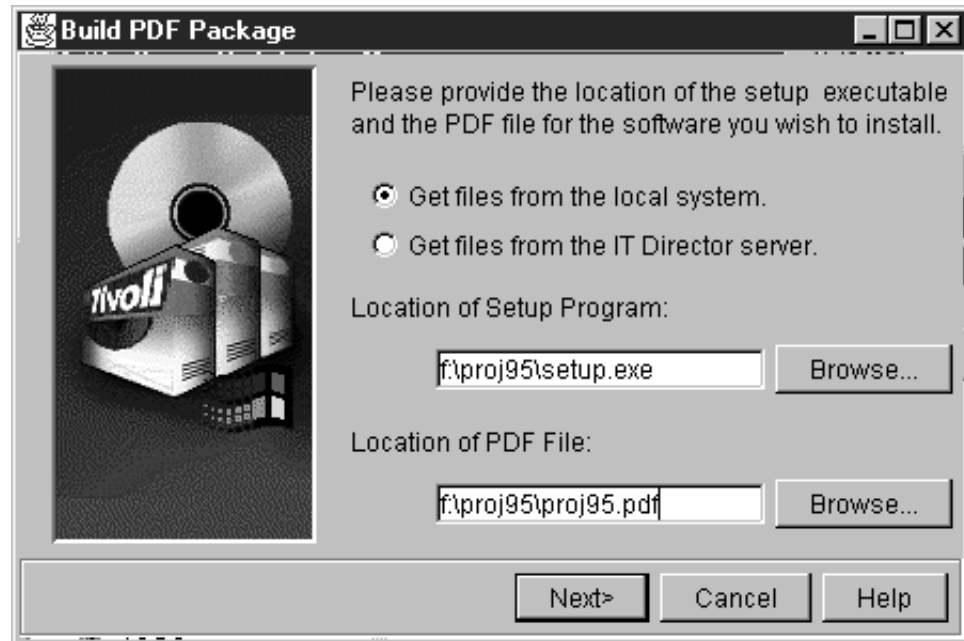 Build PDF Package
Please provide the location of the setup executable
and the PDF file for the software you wish to install.
Tivoli
Get files from the local system.
Get files from the IT Director server.
Location of Setup Program:
f:\proj95\setup.exe
Browse...
Location of PDF File:
f:\proj95\proj95.pdf
Browse...
Next>
Cancel
Help